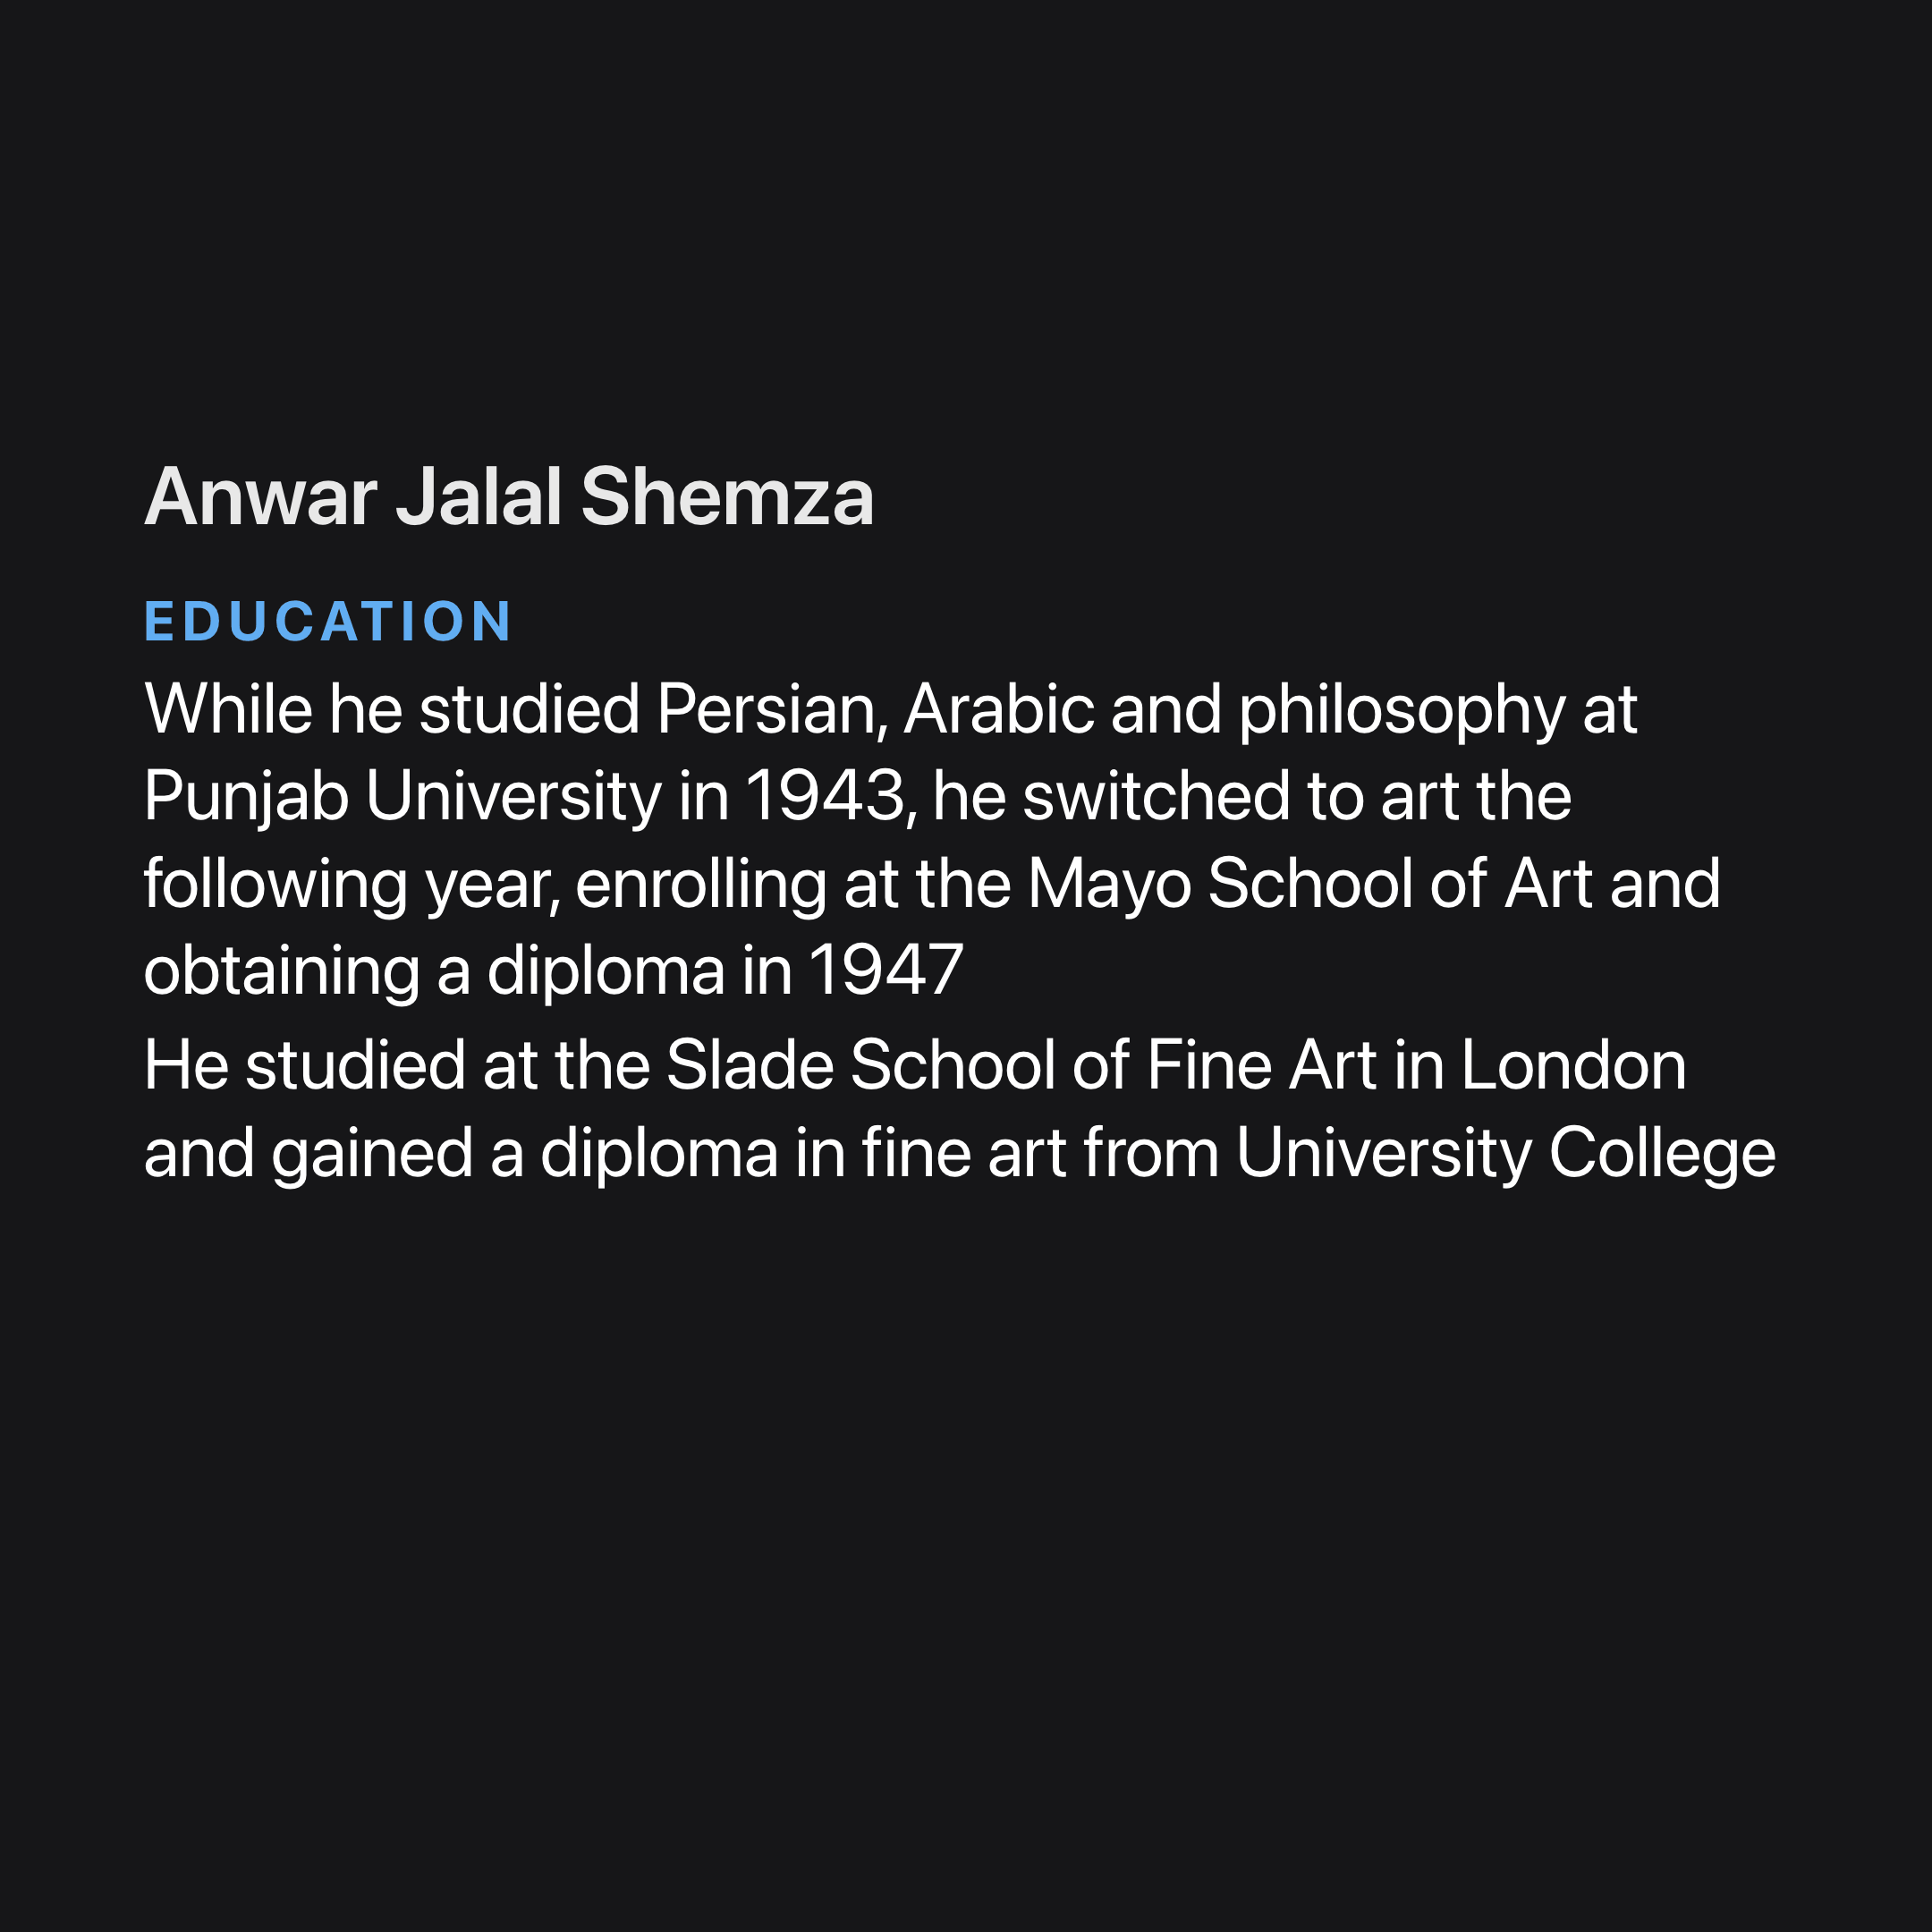 Anwar Jalal Shemza
EDUCATION
While he studied Persian, Arabic and philosophy at
Punjab University in 1943, he switched to art the
following year, enrolling at the Mayo School of Art and
obtaining a diploma in 1947
He studied at the Slade School of Fine Art in London
and gained a diploma in fine art from University College